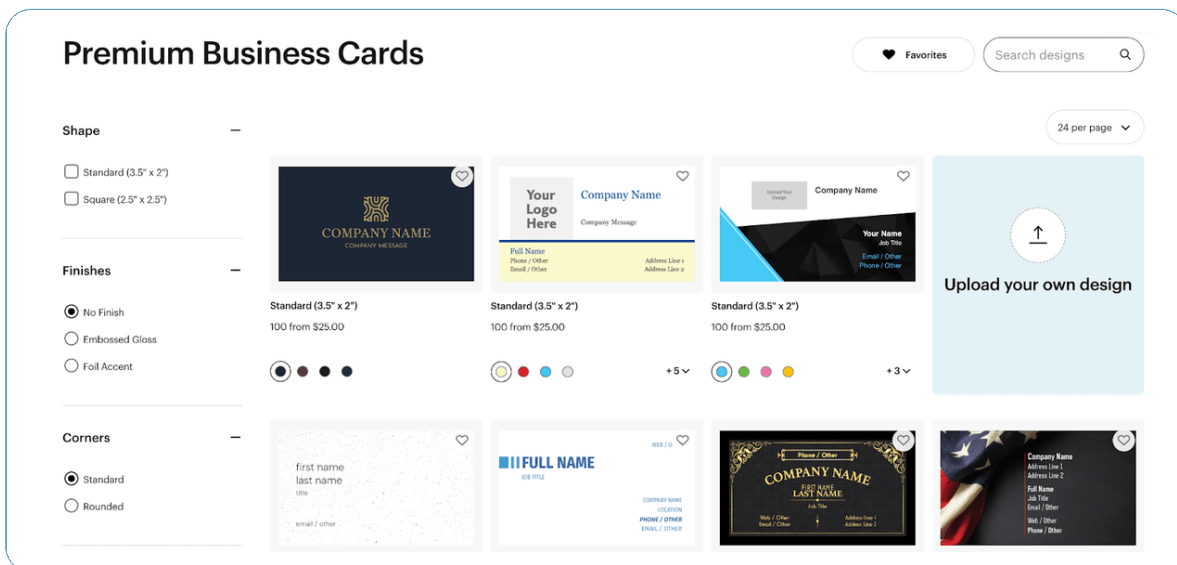 Premium Business Cards
Favorites
Search designs
24 per page
Shape
Standard (3.5" x 2")
Square (2.5" x 2.5")
Finishes
No Finish
Embossed Gloss
Foil Accent
Corners
Standard
Rounded
COMPANY NAME
COMPANY MESSAGE
Standard (3.5" x 2")
100 from $25.00
Your
Logo
Here
Company Name
Company Message
Full Name
Phone / Other
Email / Other
Address Line 1
Address Line 2
Standard (3.5" x 2")
100 from $25.00
+ 5
Upload Your
Design
Company Name
Your Name
Job Title
Email / Other
Phone / Other
Standard (3.5" x 2")
100 from $25.00
+ 3
Upload your own design
first name
last name
title
email / other
WEB / O
FULL NAME
JOB TITLE
COMPANY NAME
LOCATION
PHONE / OTHER
EMAIL / OTHER
Phone / Other
COMPANY NAME
FIRST NAME
LAST NAME
Job Title
Web / Other
Email / Other
Address Line 1
Address Line 2
Company Name
Address Line 1
Address Line 2
Full Name
Job Title
Email / Other
Web / Other
Phone / Other